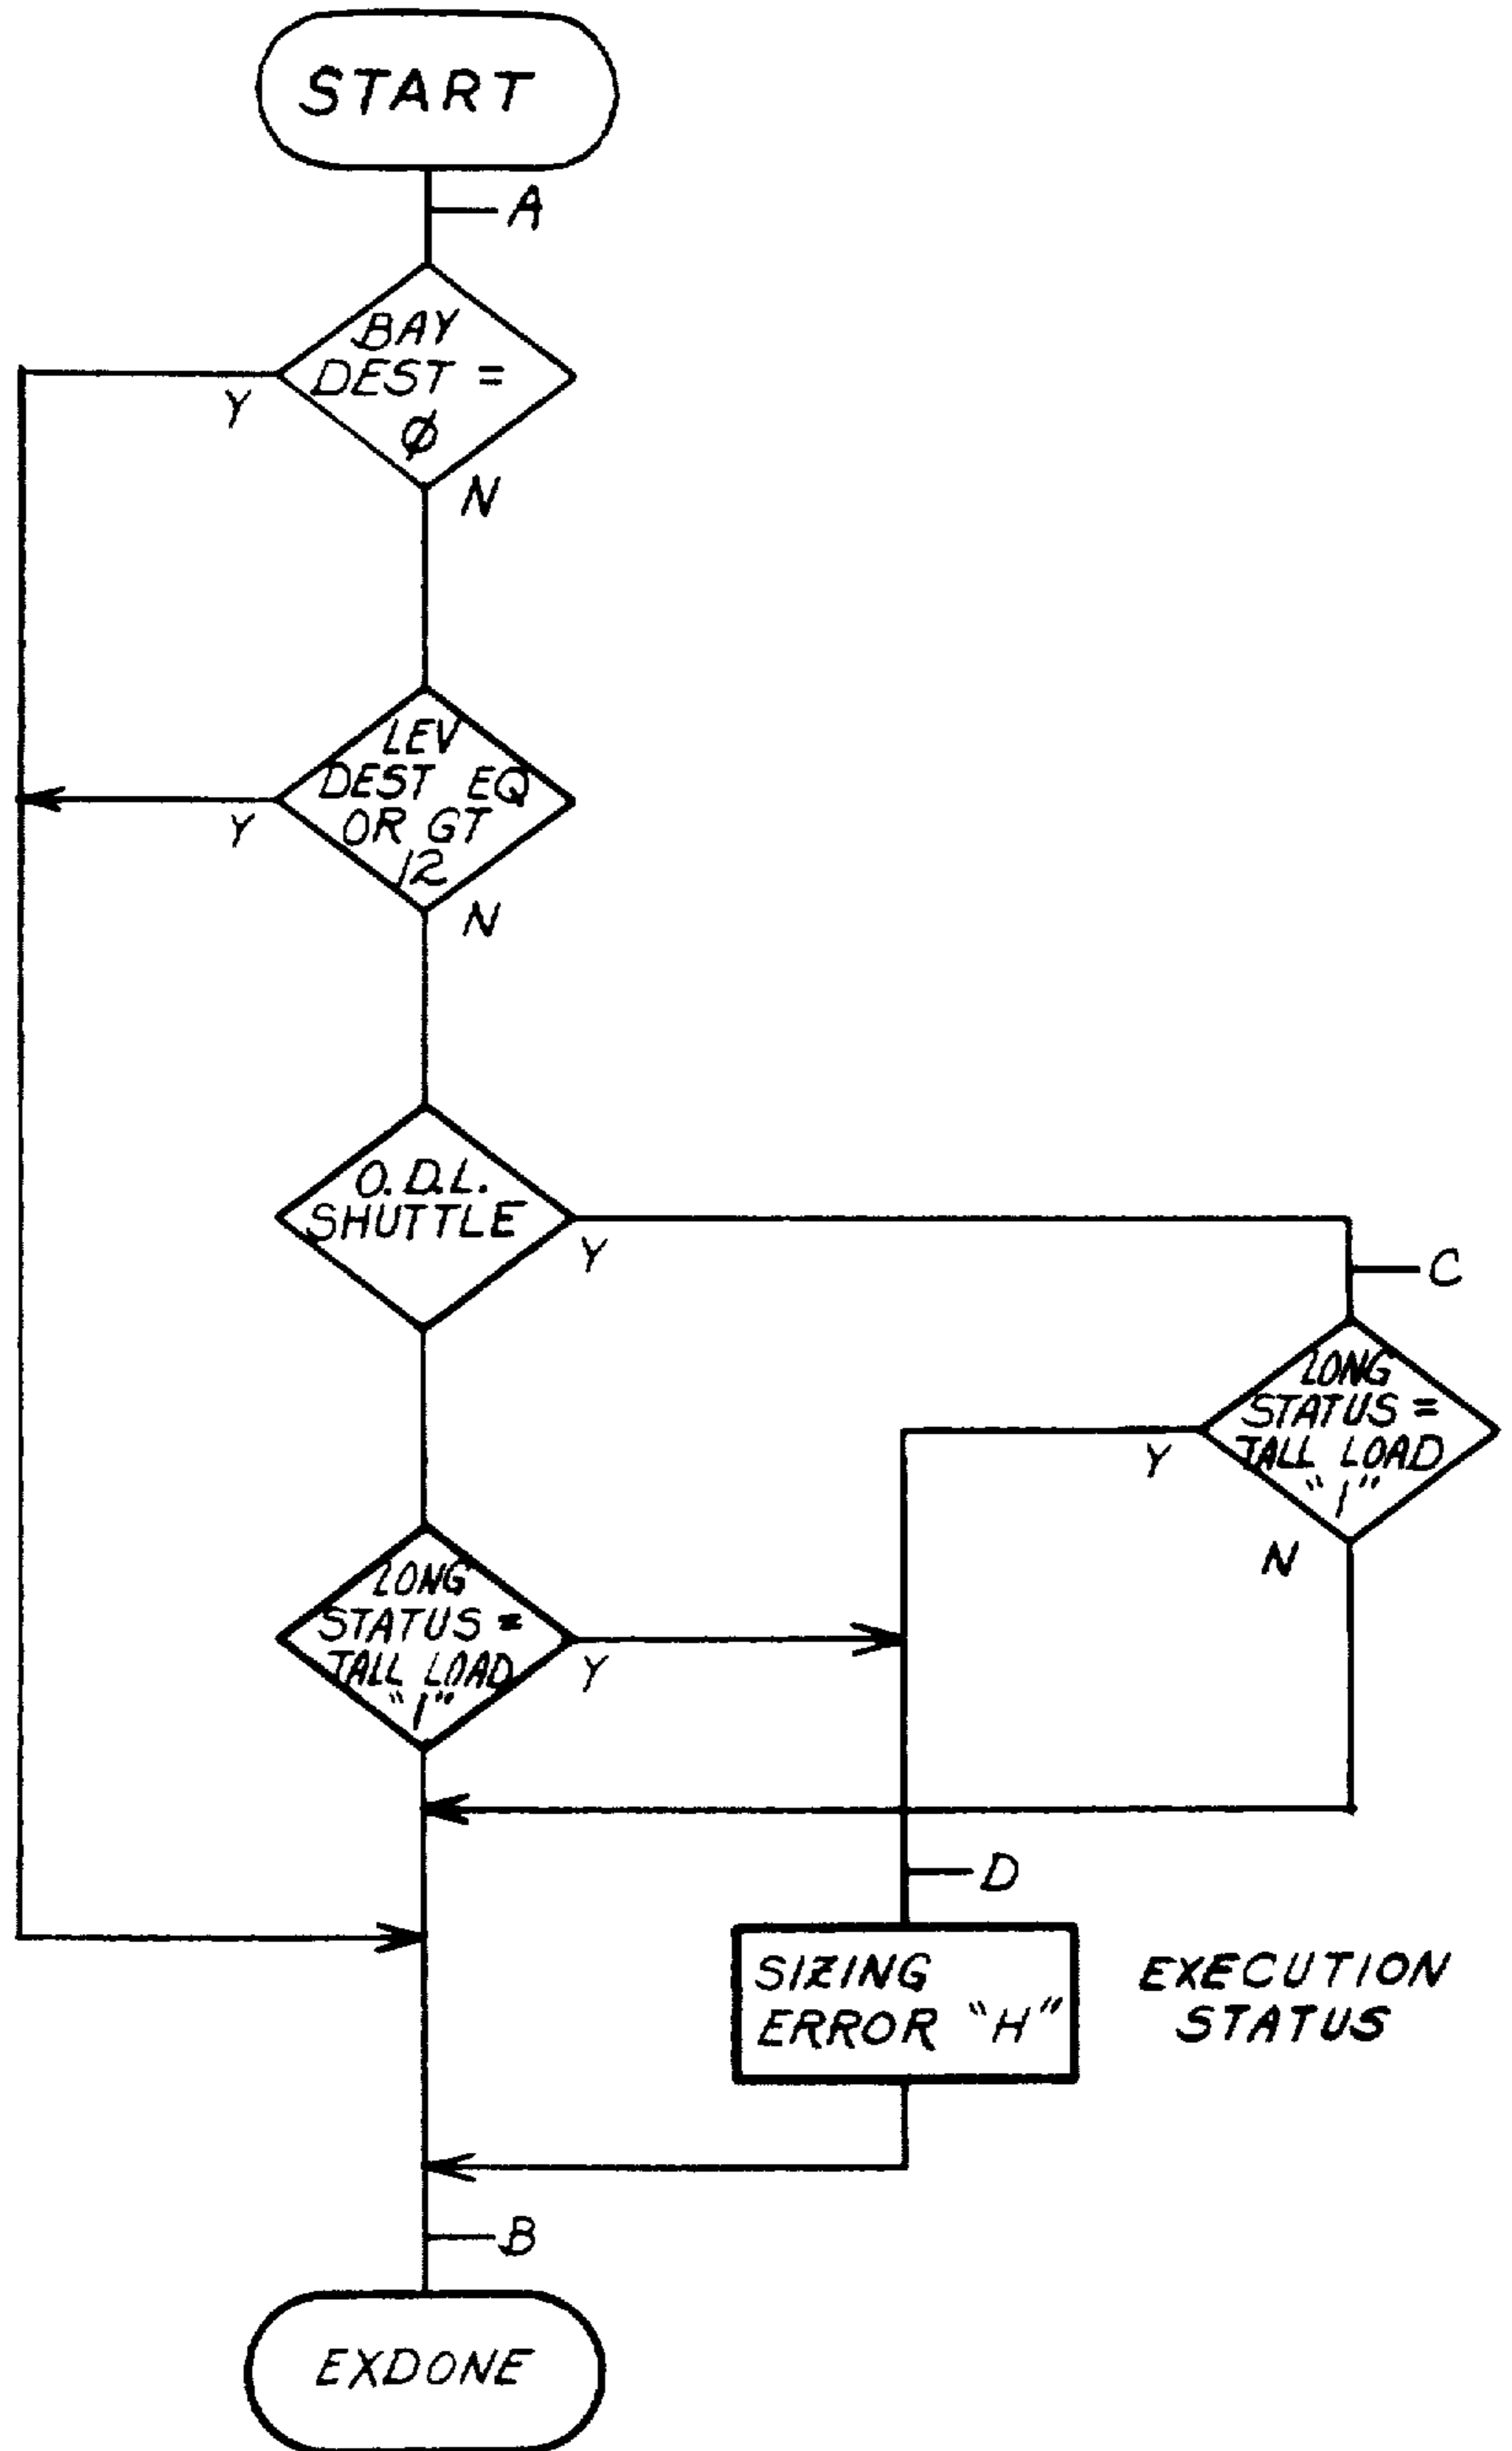 START
A
BAY
DEST =
Ø
Y
N
LEV
DEST EQ
OR GT
12
Y
N
O.D.L.
SHUTTLE
Y
C
LONG
STATUS =
TALL LOAD
"1"
Y
N
LONG
STATUS =
TALL LOAD
"1"
Y
D
SIZING
ERROR "H"
EXECUTION
STATUS
B
EXDONE